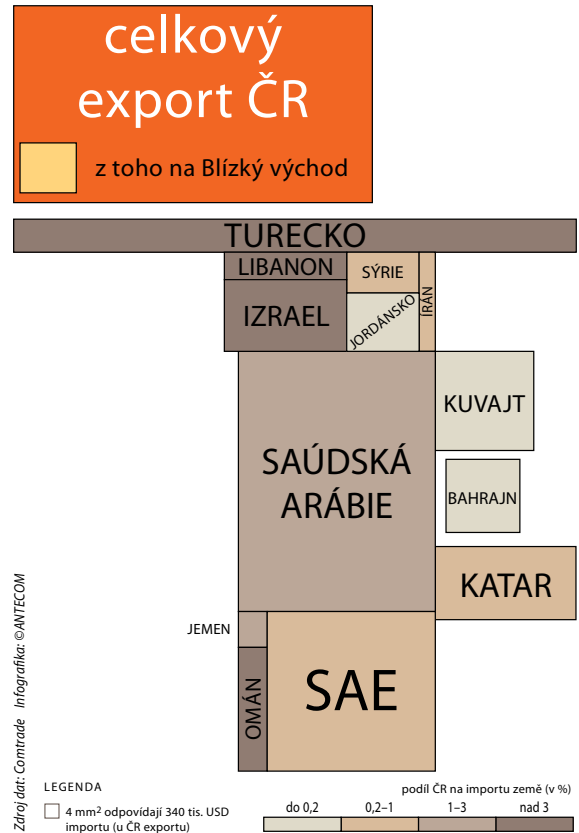 celkový
export ČR
z toho na Blízký východ
TURECKO
LIBANON
SÝRIE
IZRAEL
JORDÁNSKO
ÍRÁN
KUVAJT
SAÚDSKÁ
ARÁBIE
BAHRAJN
KATAR
JEMEN
OMÁN
SAE
Zdroj dat: Comtrade Infografika: ©ANTECOM
LEGENDA
4 mm² odpovídají 340 tis. USD
importu (u ČR exportu)
podíl ČR na importu země (v %)
do 0,2 0,2–1 1–3 nad 3